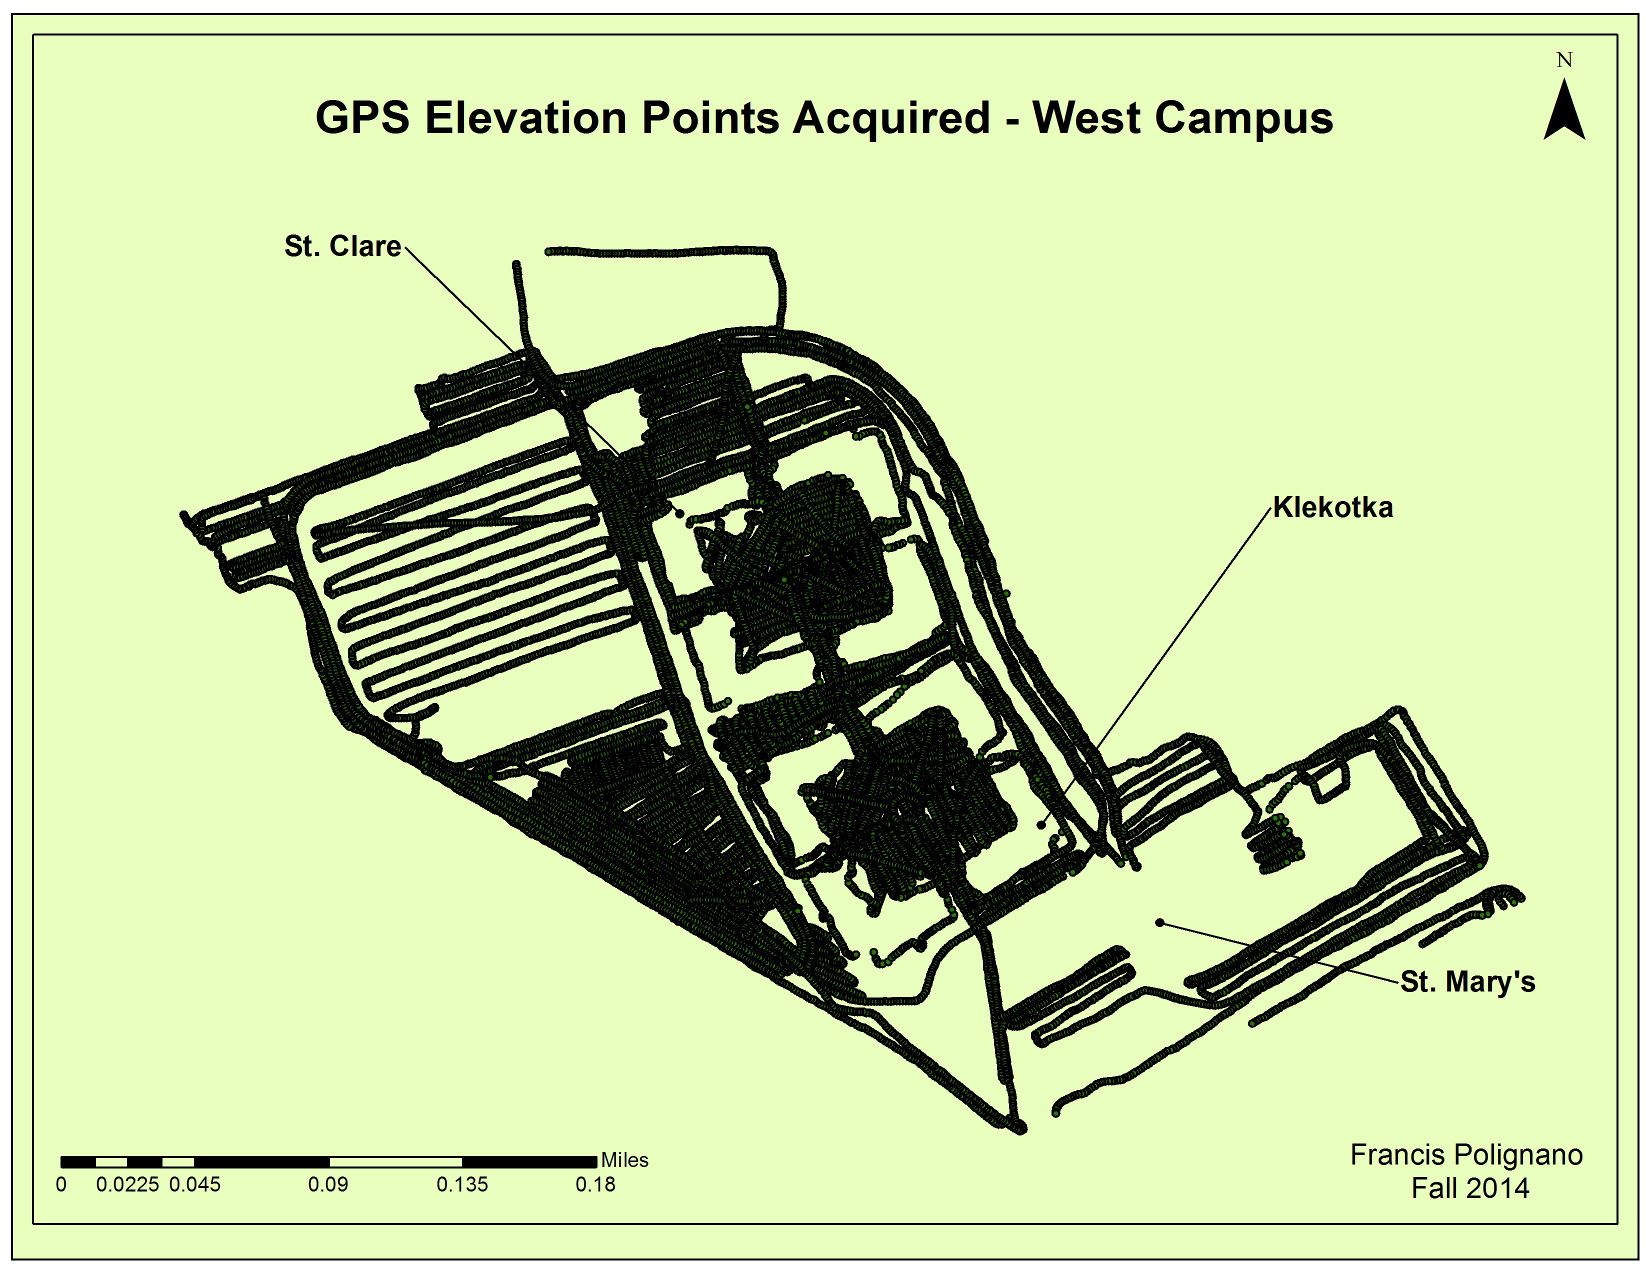 N
GPS Elevation Points Acquired - West Campus
St. Clare
Klekotka
St. Mary's
Miles
0 0.0225 0.045 0.09 0.135 0.18
Francis Polignano
Fall 2014